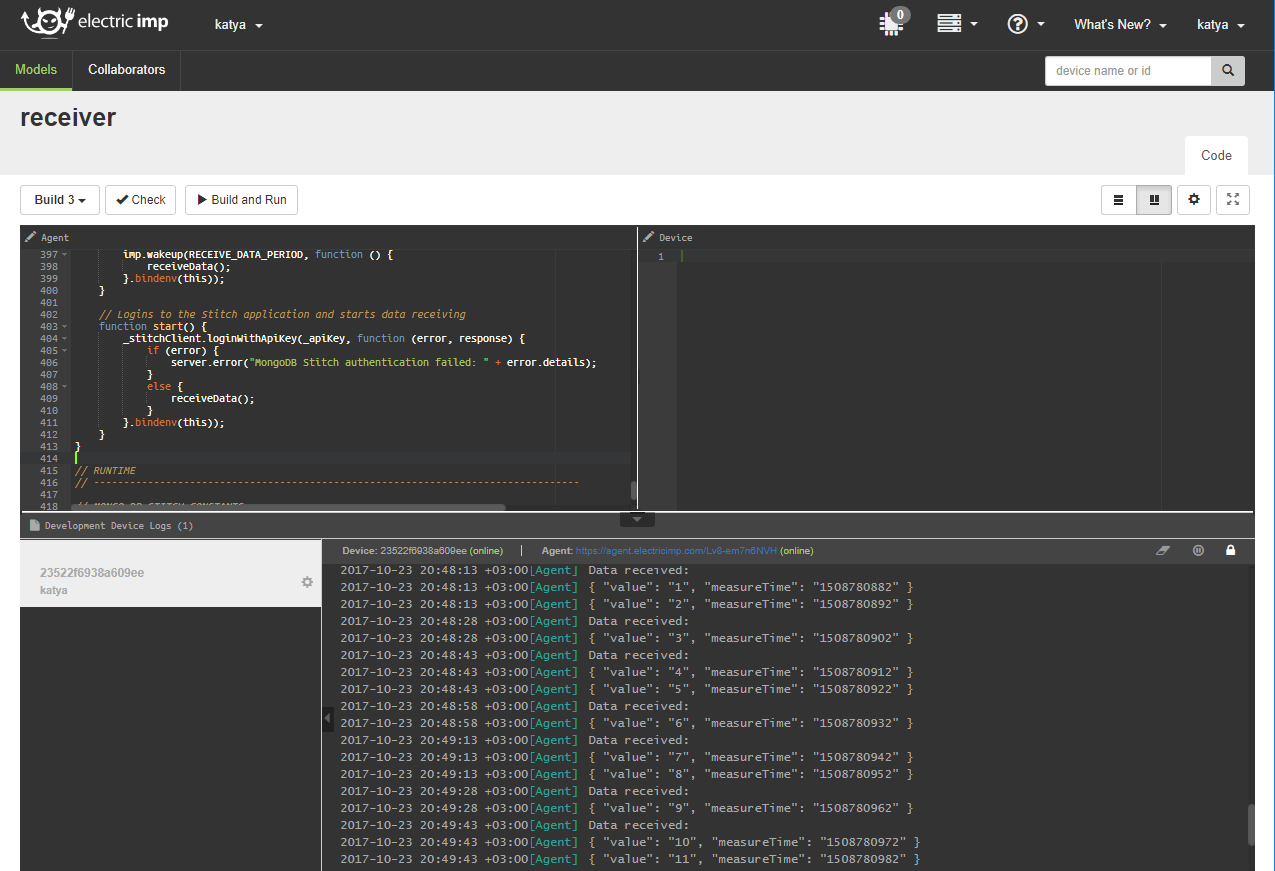 electric imp
katya
0
What's New?
katya
Models
Collaborators
device name or id
receiver
Code
Build 3
Check
Build and Run
Agent
397 imp.wakeup(RECEIVE_DATA_PERIOD, function () {
398 receiveData();
399 }.bindenv(this));
400 }
401
402 // Logins to the Stitch application and starts data receiving
403 function start() {
404 _stitchClient.loginWithApiKey(_apiKey, function (error, response) {
405 if (error) {
406 server.error("MongoDB Stitch authentication failed: " + error.details);
407 }
408 else {
409 receiveData();
410 }
411 }.bindenv(this));
412 }
413 }
414
415 // RUNTIME
416 // ---------------------------------------------------------------------------------
417
418 // MONGO DB STITCH CONSTANTS
Device
1
Development Device Logs (1)
23522f6938a609ee
katya
Device: 23522f6938a609ee (online) | Agent: https://agent.electricimp.com/Lv8-em7n6NVH (online)
2017-10-23 20:48:13 +03:00[Agent] Data received:
2017-10-23 20:48:13 +03:00[Agent] { "value": "1", "measureTime": "1508780882" }
2017-10-23 20:48:13 +03:00[Agent] { "value": "2", "measureTime": "1508780892" }
2017-10-23 20:48:28 +03:00[Agent] Data received:
2017-10-23 20:48:28 +03:00[Agent] { "value": "3", "measureTime": "1508780902" }
2017-10-23 20:48:43 +03:00[Agent] Data received:
2017-10-23 20:48:43 +03:00[Agent] { "value": "4", "measureTime": "1508780912" }
2017-10-23 20:48:43 +03:00[Agent] { "value": "5", "measureTime": "1508780922" }
2017-10-23 20:48:58 +03:00[Agent] Data received:
2017-10-23 20:48:58 +03:00[Agent] { "value": "6", "measureTime": "1508780932" }
2017-10-23 20:49:13 +03:00[Agent] Data received:
2017-10-23 20:49:13 +03:00[Agent] { "value": "7", "measureTime": "1508780942" }
2017-10-23 20:49:13 +03:00[Agent] { "value": "8", "measureTime": "1508780952" }
2017-10-23 20:49:28 +03:00[Agent] Data received:
2017-10-23 20:49:28 +03:00[Agent] { "value": "9", "measureTime": "1508780962" }
2017-10-23 20:49:43 +03:00[Agent] Data received:
2017-10-23 20:49:43 +03:00[Agent] { "value": "10", "measureTime": "1508780972" }
2017-10-23 20:49:43 +03:00[Agent] { "value": "11", "measureTime": "1508780982" }